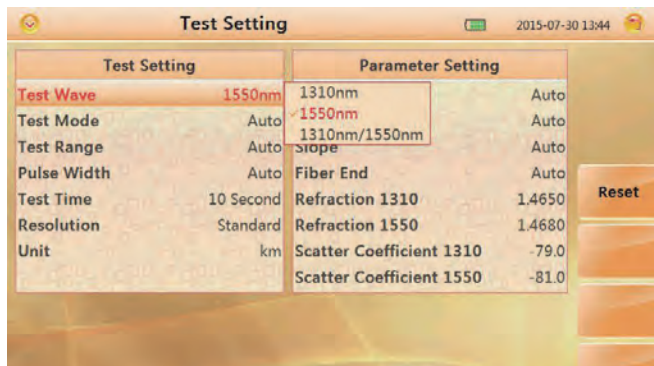 Test Setting
2015-07-30 13:44
Test Setting
Test Wave 1550nm
Test Mode Auto
Test Range Auto
Pulse Width Auto
Test Time 10 Second
Resolution Standard
Unit km
Parameter Setting
1310nm
1550nm
1310nm/1550nm
Auto
Auto
Slope Auto
Fiber End Auto
Refraction 1310 1.4650
Refraction 1550 1.4680
Scatter Coefficient 1310 -79.0
Scatter Coefficient 1550 -81.0
Reset